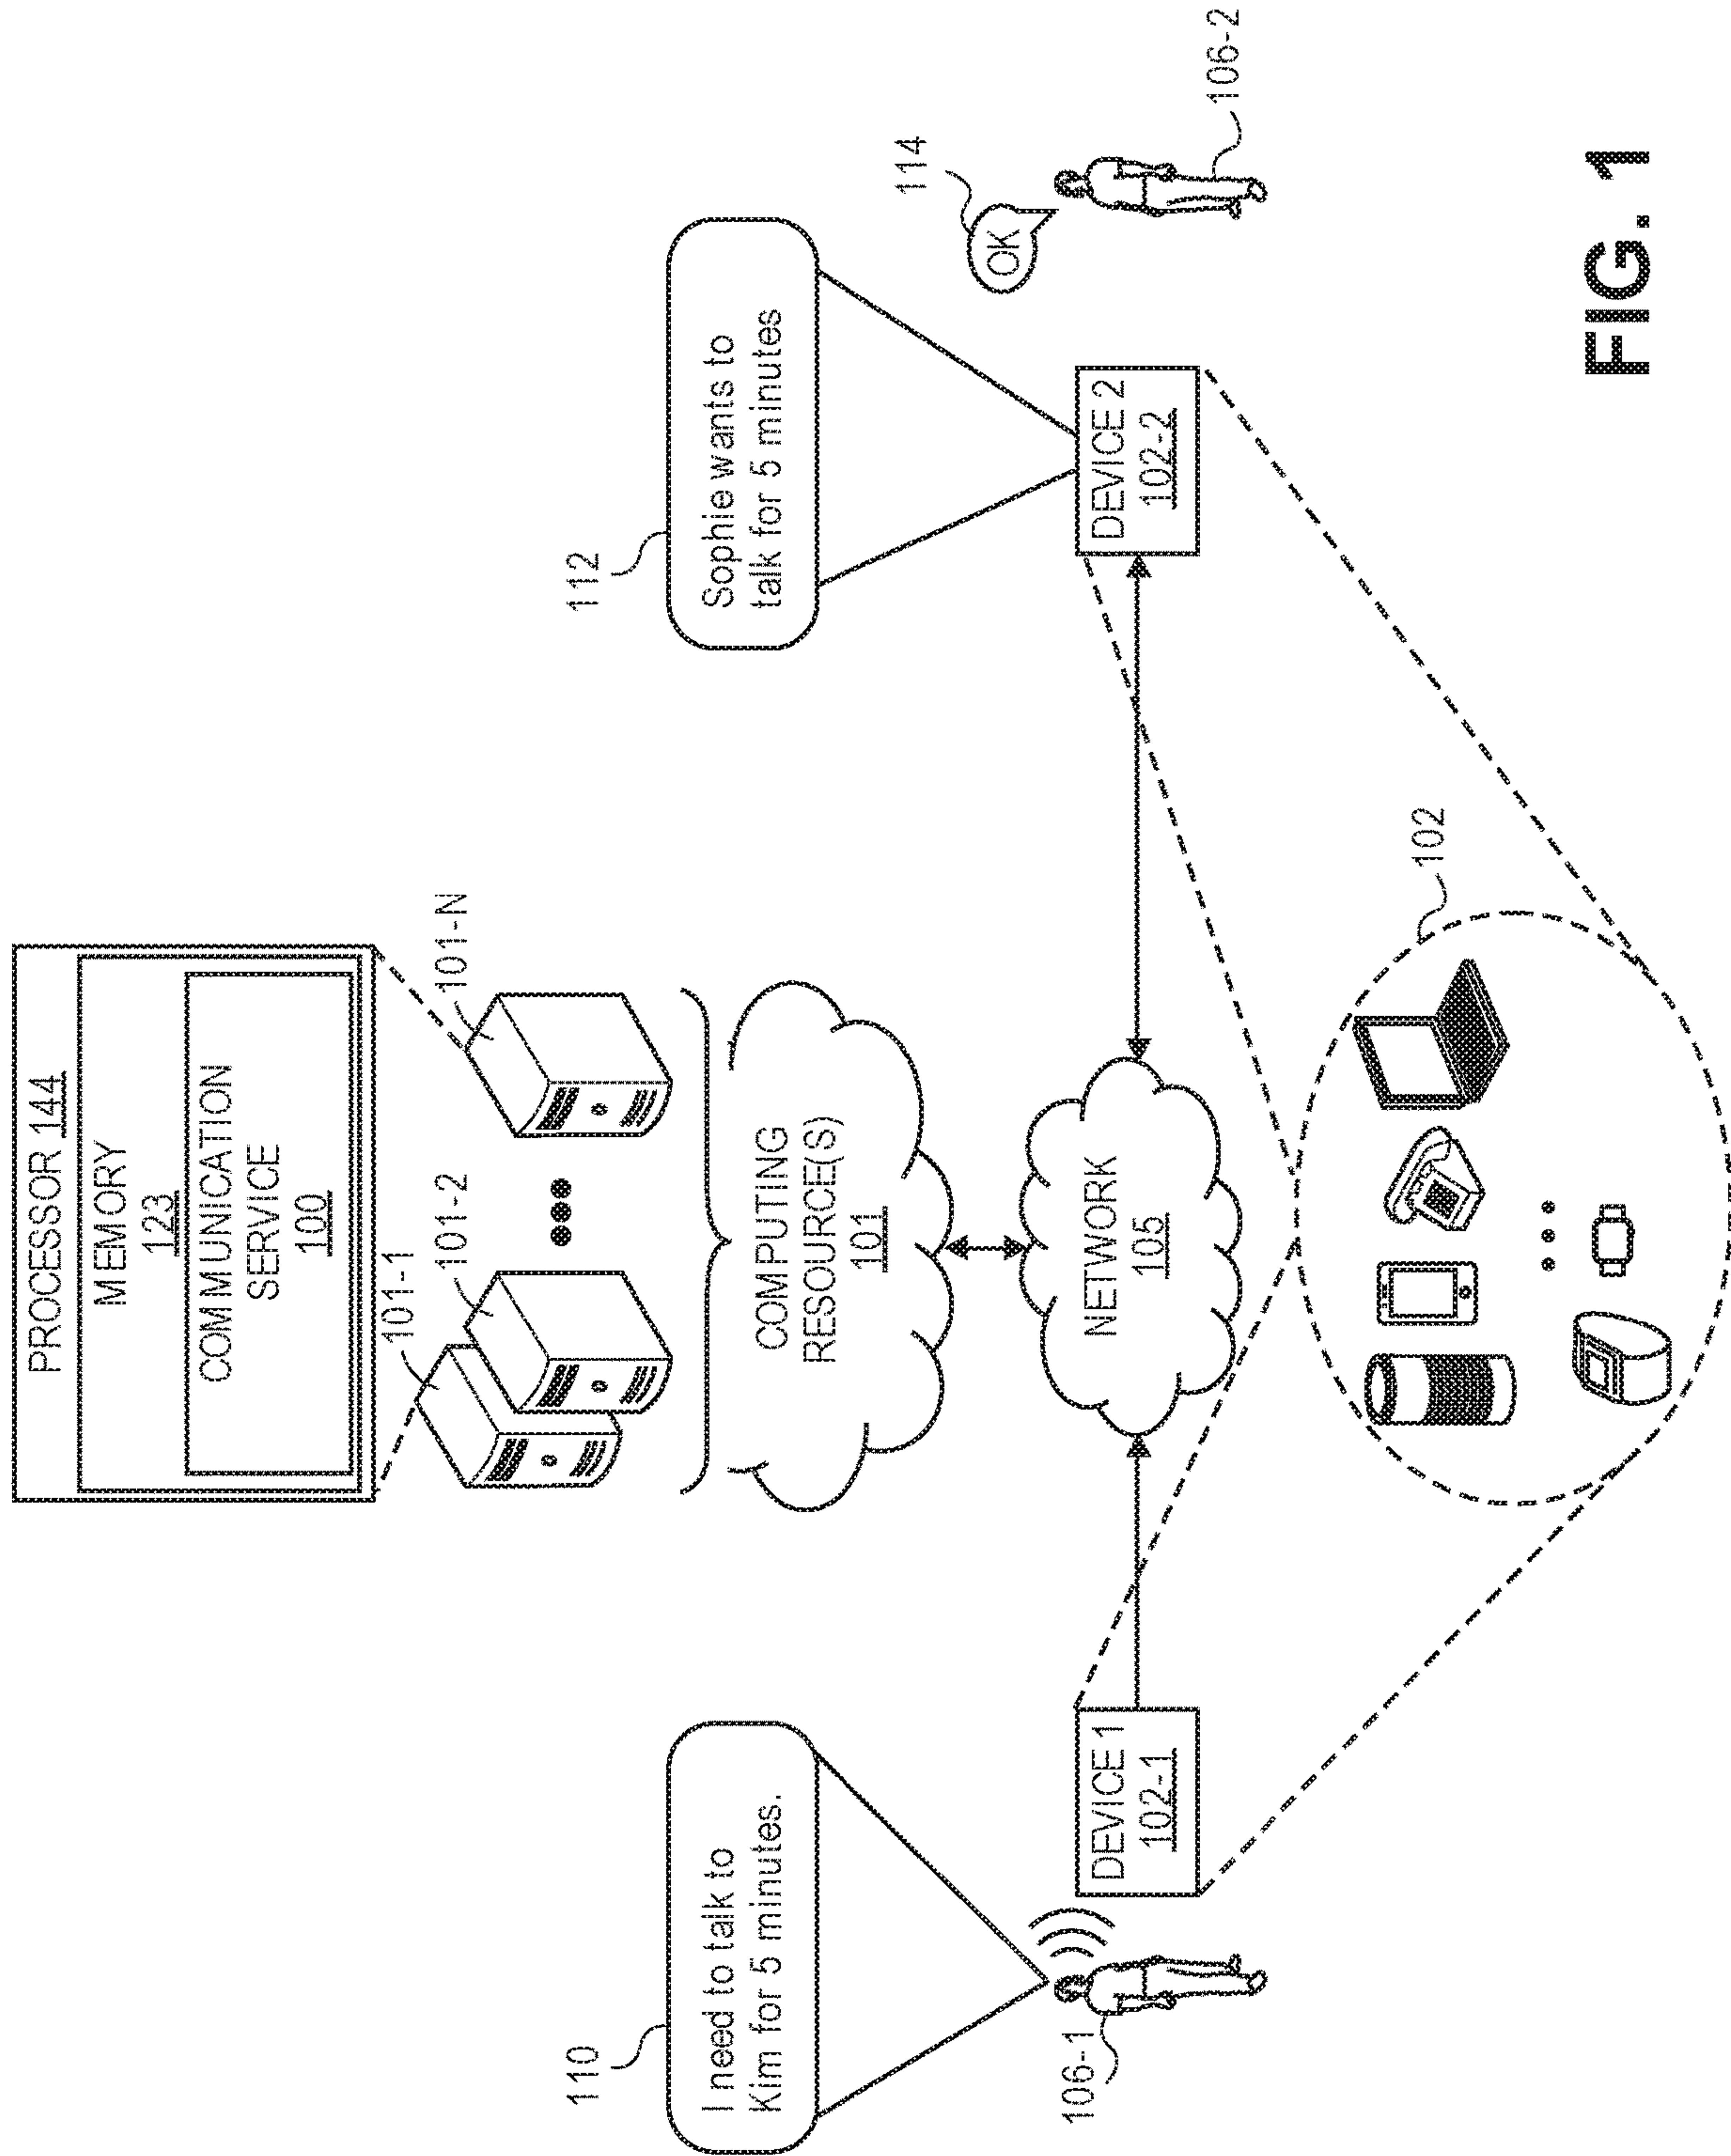 PROCESSOR 144
MEMORY
123
COMMUNICATION
SERVICE
100
101-1
101-2
101-N
110
I need to talk to
Kim for 5 minutes.
112
Sophie wants to
talk for 5 minutes
COMPUTING
RESOURCE(S)
101
114
OK
106-1
DEVICE 1
102-1
NETWORK
105
DEVICE 2
102-2
106-2
102
FIG. 1